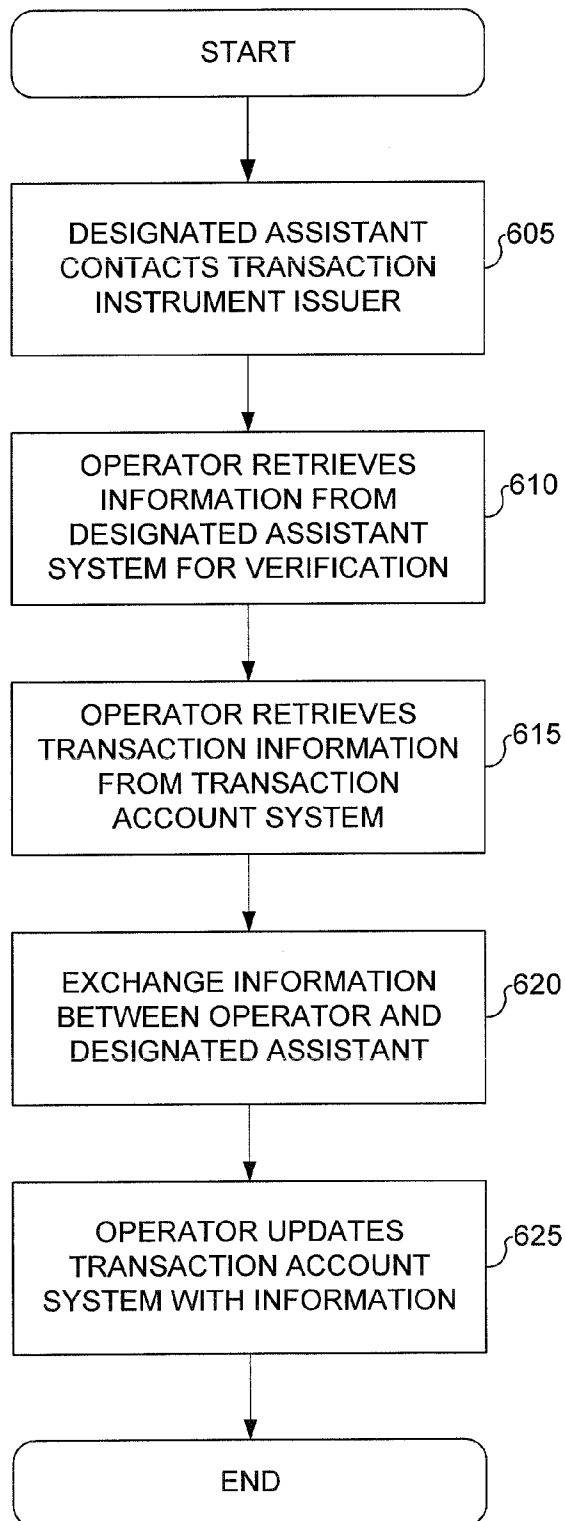 START
DESIGNATED ASSISTANT
CONTACTS TRANSACTION
INSTRUMENT ISSUER
605
OPERATOR RETRIEVES
INFORMATION FROM
DESIGNATED ASSISTANT
SYSTEM FOR VERIFICATION
610
OPERATOR RETRIEVES
TRANSACTION INFORMATION
FROM TRANSACTION
ACCOUNT SYSTEM
615
EXCHANGE INFORMATION
BETWEEN OPERATOR AND
DESIGNATED ASSISTANT
620
OPERATOR UPDATES
TRANSACTION ACCOUNT
SYSTEM WITH INFORMATION
625
END